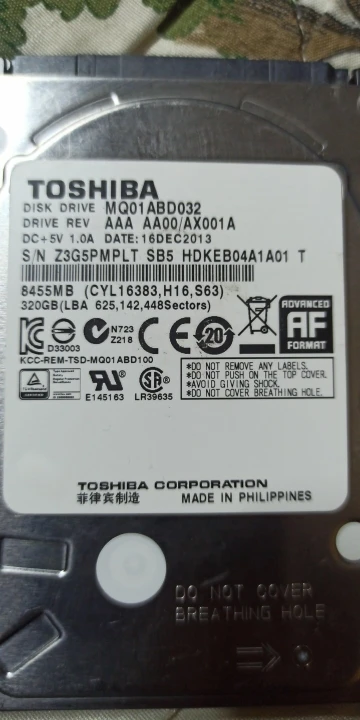 TOSHIBA
DISK DRIVE MQ01ABD032
DRIVE REV AAA AA00/AX001A
DC+5V 1.0A DATE:16DEC2013
S/N Z3G5PMPLT SB5 HDKEB04A1A01 T
8455MB (CYL16383,H16,S63)
320GB(LBA 625,142,448Sectors)
D33003
N723
Z218
CE
20
ADVANCED
AF
FORMAT
KCC-REM-TSD-MQ01ABD100
E145163
LR39635
*DO NOT REMOVE ANY LABELS.
*DO NOT PUSH ON THE TOP COVER.
*AVOID GIVING SHOCK.
*DO NOT COVER BREATHING HOLE.
TOSHIBA CORPORATION
菲律宾制造 MADE IN PHILIPPINES
DO NOT COVER
BREATHING HOLE